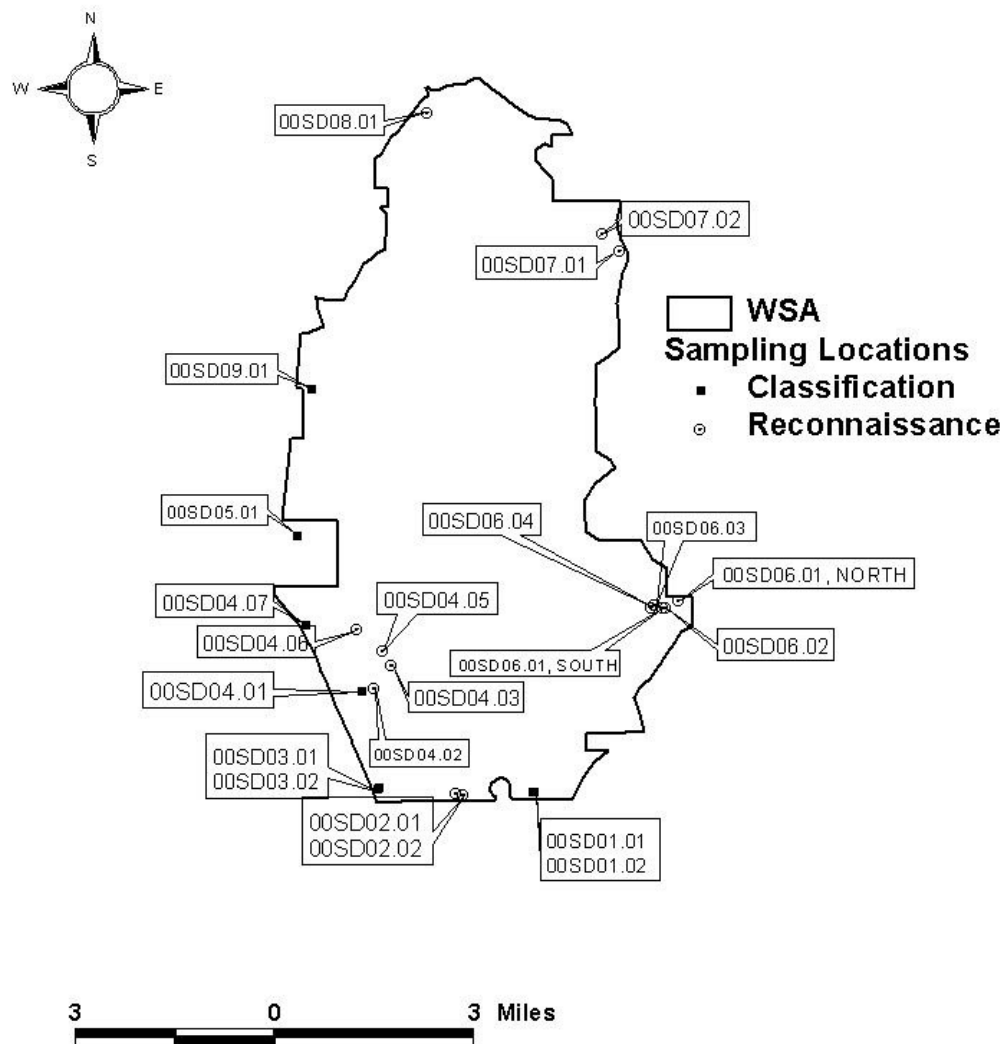 N
W E
S
00SD08.01
00SD07.02
00SD07.01
WSA
Sampling Locations
Classification
Reconnaissance
00SD09.01
00SD05.01
00SD06.04
00SD06.03
00SD06.01, NORTH
00SD04.07
00SD04.05
00SD04.06
00SD06.02
00SD06.01, SOUTH
00SD04.01
00SD04.03
00SD04.02
00SD03.01
00SD03.02
00SD02.01
00SD02.02
00SD01.01
00SD01.02
3 0 3 Miles